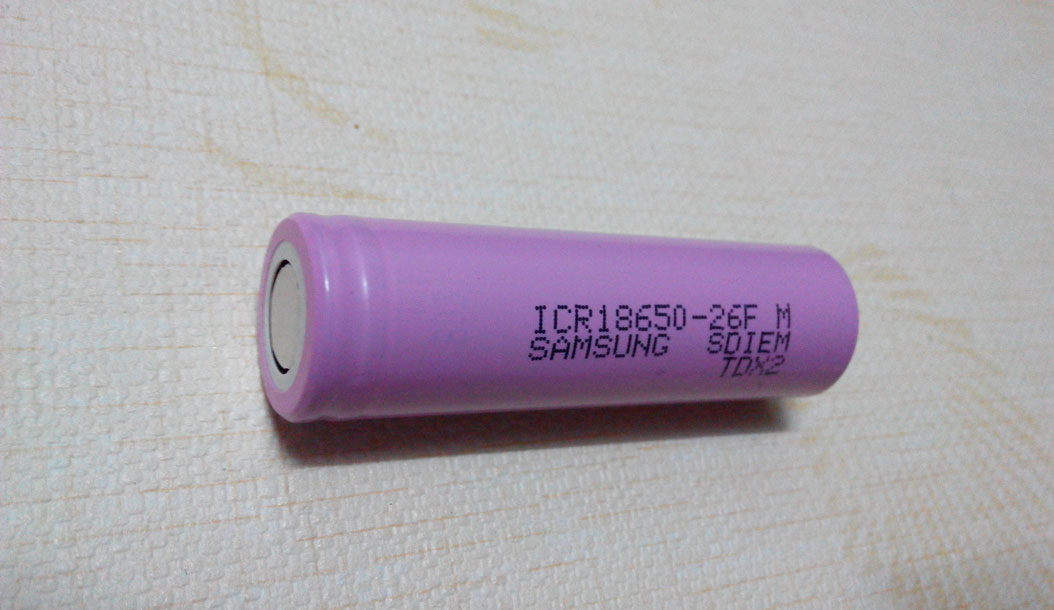 ICR18650-26F M
SAMSUNG SDIEM
TDX2